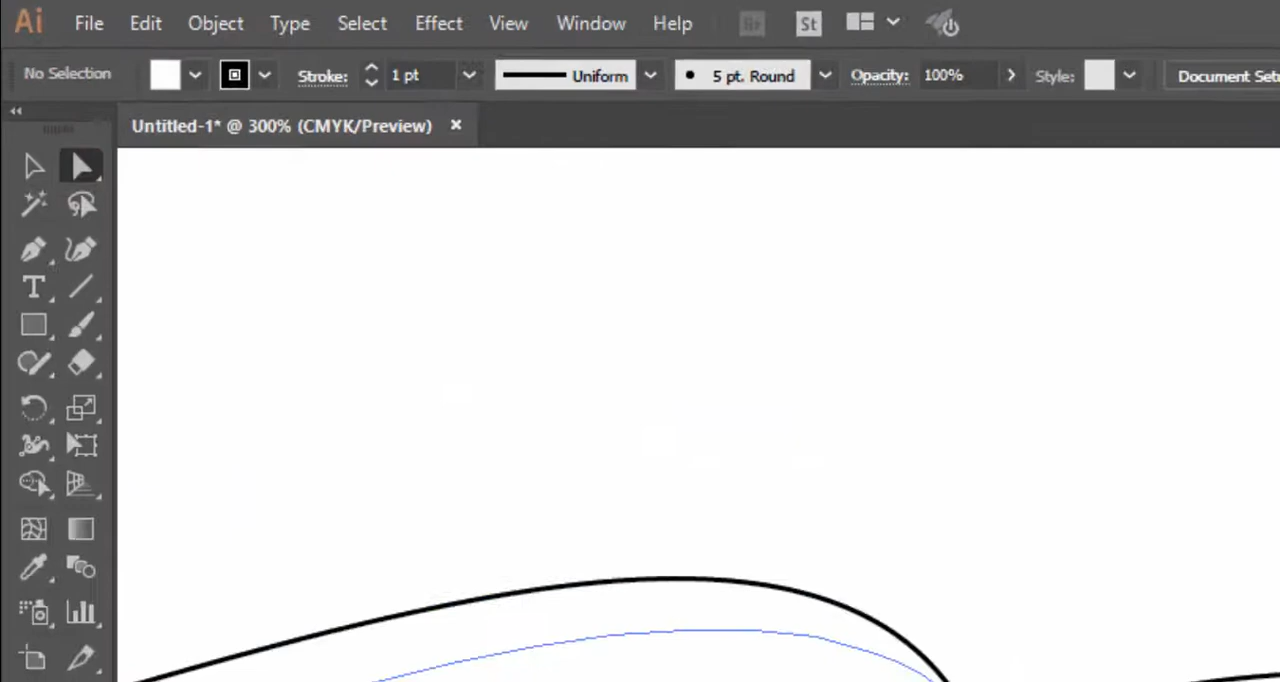 Ai File Edit Object Type Select Effect View Window Help Br St
No Selection Stroke: 1 pt Uniform 5 pt. Round Opacity: 100% Style: Document Set
Untitled-1* @ 300% (CMYK/Preview)